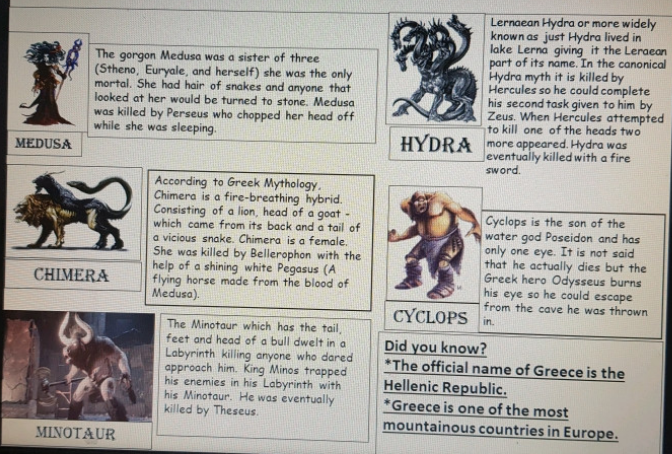 The gorgon Medusa was a sister of three
(Stheno, Euryale, and herself) she was the only
mortal. She had hair of snakes and anyone that
looked at her would be turned to stone. Medusa
was killed by Perseus who chopped her head off
while she was sleeping.
MEDUSA
Lernaean Hydra or more widely
known as just Hydra lived in
lake Lerna giving it the Leraean
part of its name. In the canonical
Hydra myth it is killed by
Hercules so he could complete
his second task given to him by
Zeus. When Hercules attempted
to kill one of the heads two
more appeared. Hydra was
eventually killed with a fire
sword.
HYDRA
According to Greek Mythology,
Chimera is a fire-breathing hybrid.
Consisting of a lion, head of a goat -
which came from its back and a tail of
a vicious snake. Chimera is a female.
She was killed by Bellerophon with the
help of a shining white Pegasus (A
flying horse made from the blood of
Medusa).
CHIMERA
Cyclops is the son of the
water god Poseidon and has
only one eye. It is not said
that he actually dies but the
Greek hero Odysseus burns
his eye so he could escape
from the cave he was thrown
in.
CYCLOPS
The Minotaur which has the tail,
feet and head of a bull dwelt in a
Labyrinth killing anyone who dared
approach him. King Minos trapped
his enemies in his Labyrinth with
his Minotaur. He was eventually
killed by Theseus.
MINOTAUR
Did you know?
*The official name of Greece is the
Hellenic Republic.
*Greece is one of the most
mountainous countries in Europe.